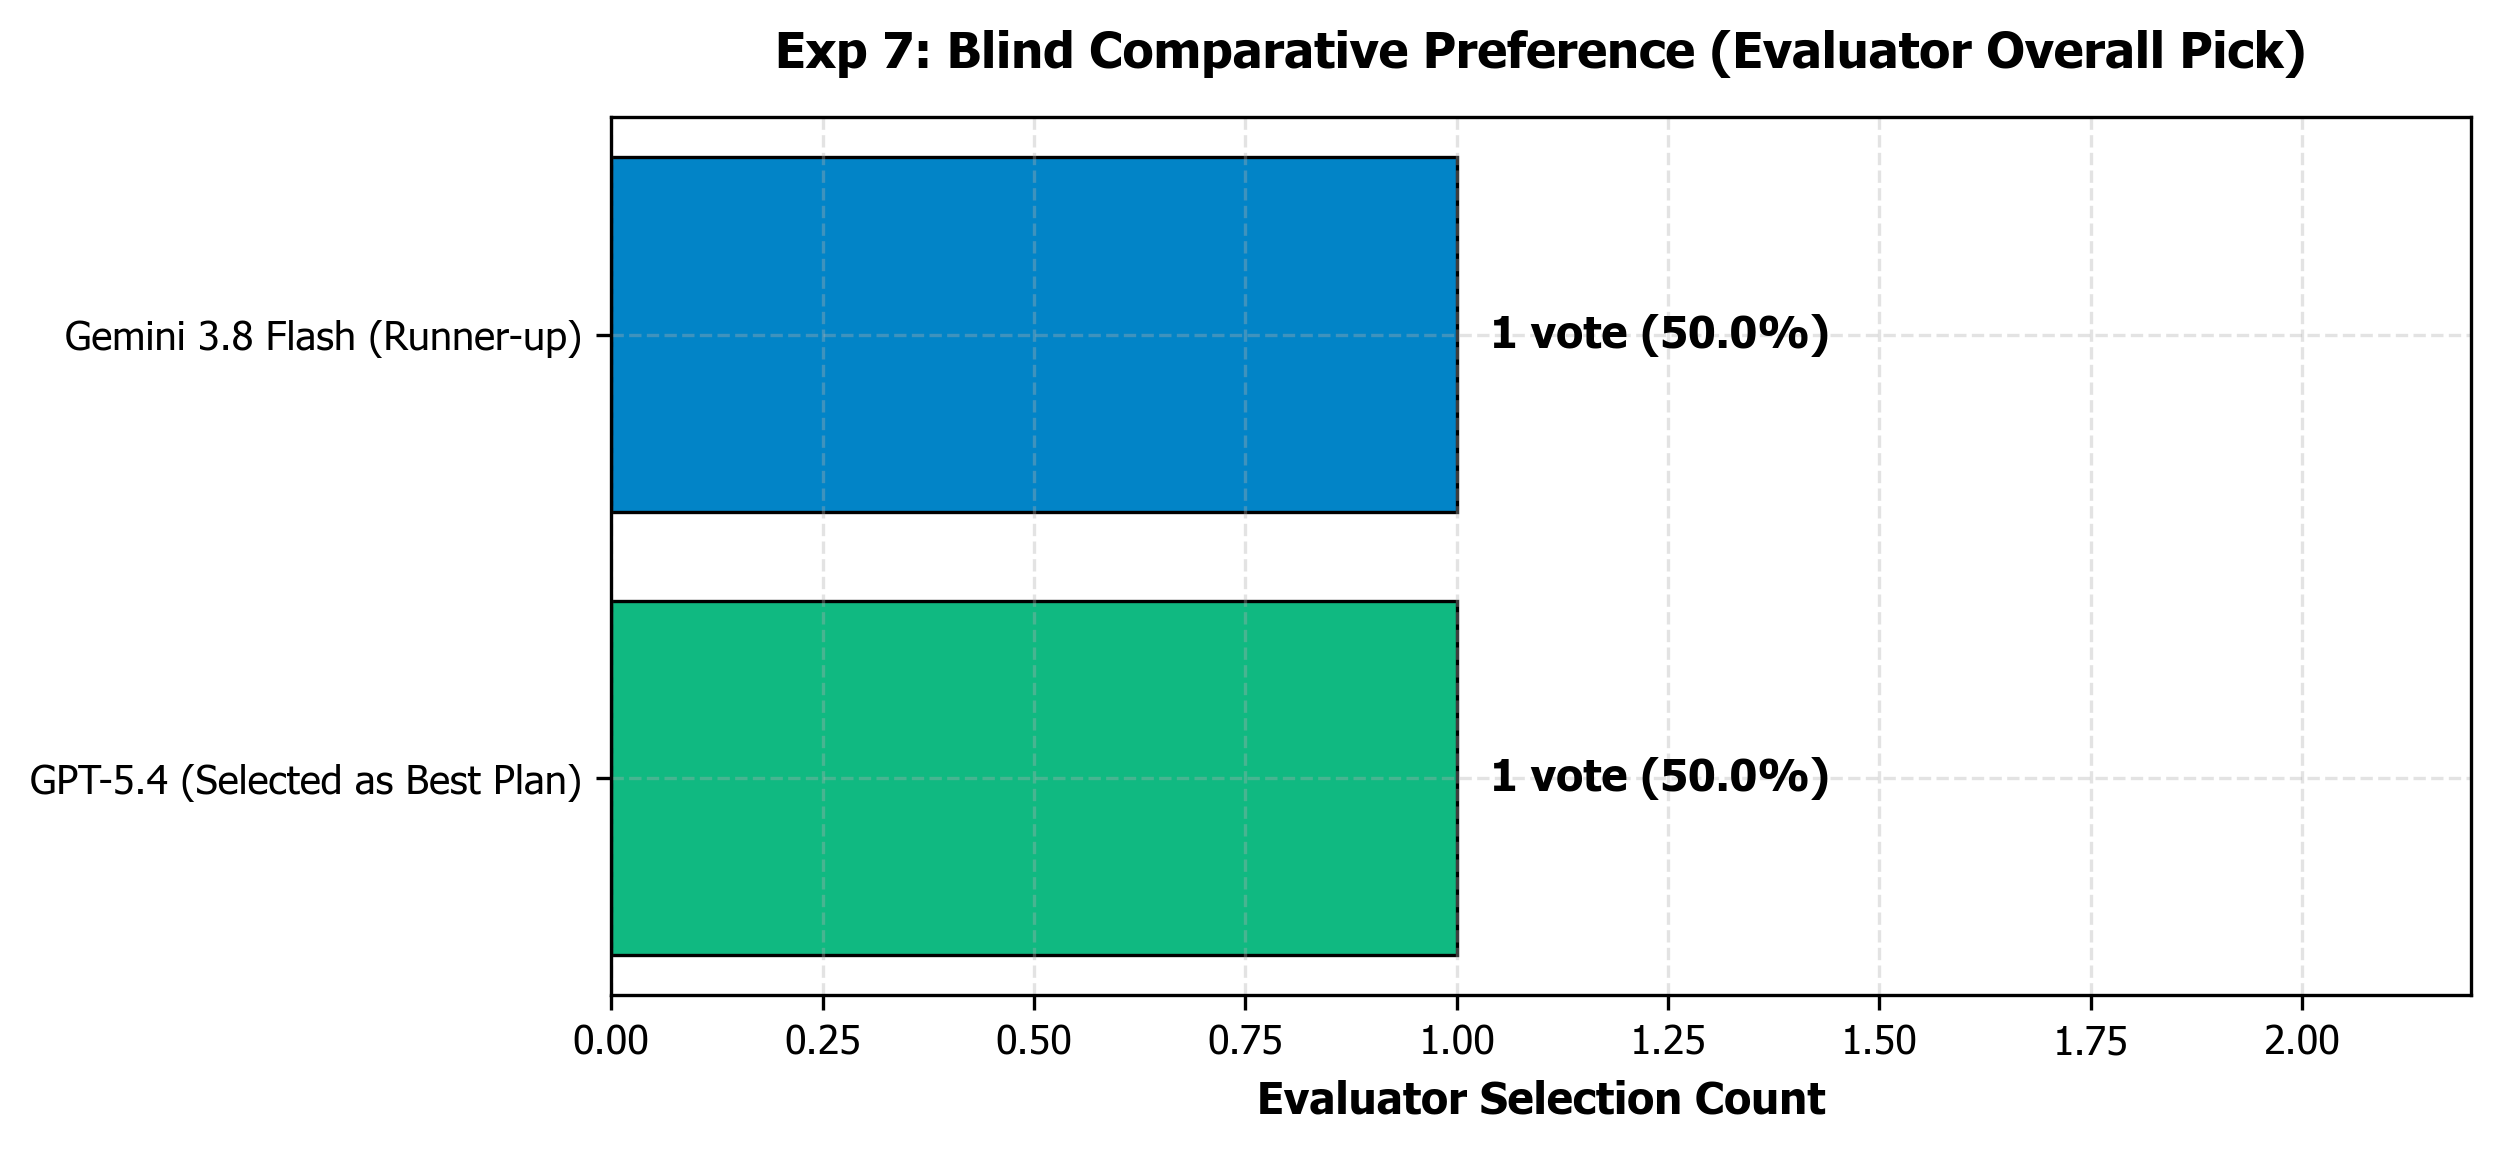 Exp 7: Blind Comparative Preference (Evaluator Overall Pick)
Gemini 3.8 Flash (Runner-up)
1 vote (50.0%)
GPT-5.4 (Selected as Best Plan)
1 vote (50.0%)
0.00 0.25 0.50 0.75 1.00 1.25 1.50 1.75 2.00
Evaluator Selection Count